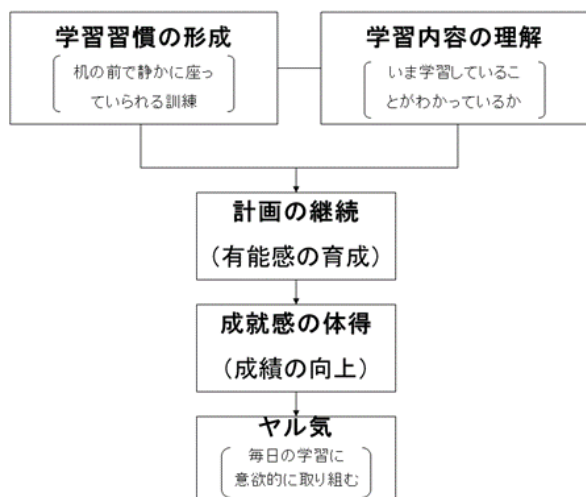 学習習慣の形成
机の前で静かに座っ
ていられる訓練
学習内容の理解
いま学習しているこ
とがわかっているか
計画の継続
(有能感の育成)
成就感の体得
(成績の向上)
ヤル気
毎日の学習に
意欲的に取り組む